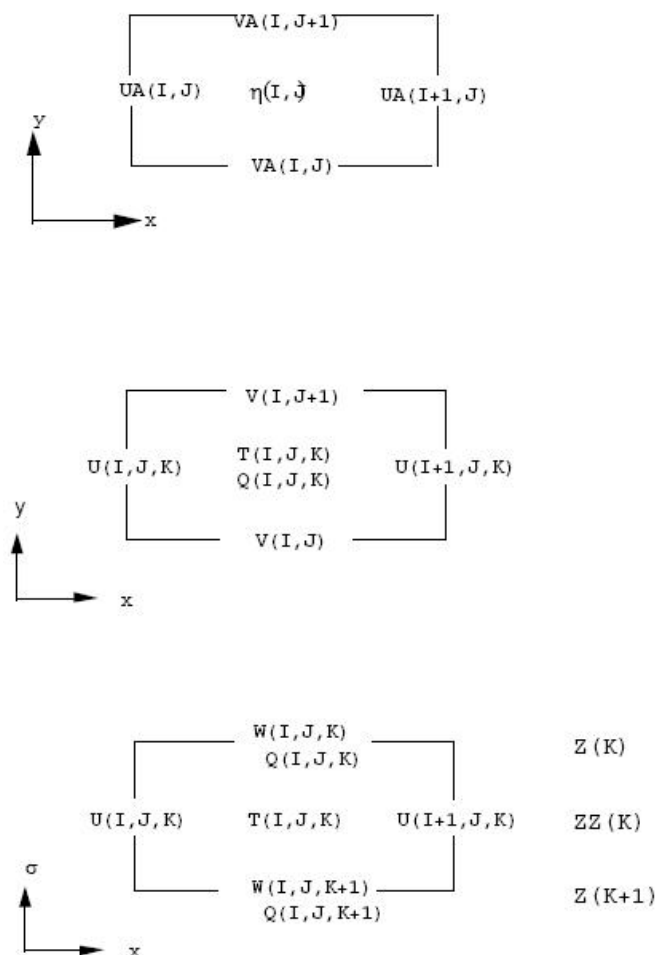 VA(I,J+1)
UA(I,J) η(I,J) UA(I+1,J)
y
VA(I,J)
x
V(I,J+1)
T(I,J,K)
U(I,J,K) U(I+1,J,K)
Q(I,J,K)
y
V(I,J)
x
W(I,J,K)
Q(I,J,K) Z(K)
U(I,J,K) T(I,J,K) U(I+1,J,K) ZZ(K)
σ
W(I,J,K+1) Z(K+1)
Q(I,J,K+1)
x